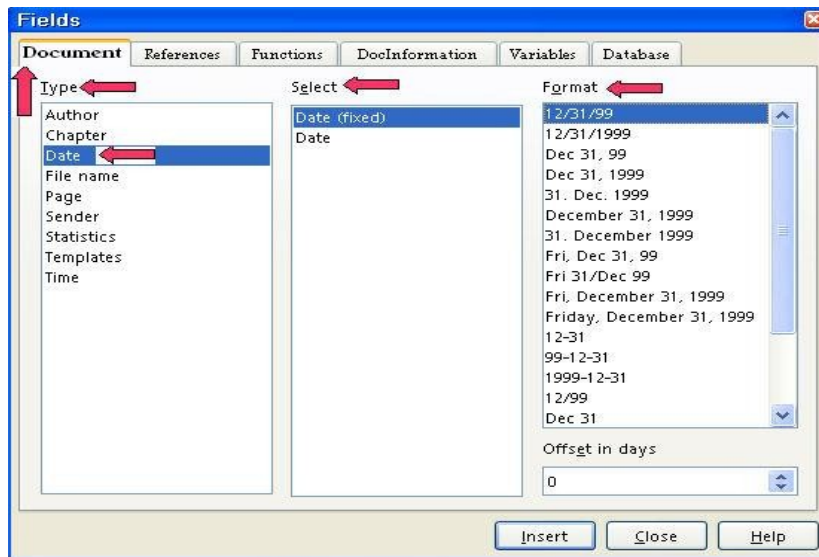 Fields
Document References Functions DocInformation Variables Database
Type
Author
Chapter
Date
File name
Page
Sender
Statistics
Templates
Time
Select
Date (fixed)
Date
Format
12/31/99
12/31/1999
Dec 31, 99
Dec 31, 1999
31. Dec. 1999
December 31, 1999
31. December 1999
Fri, Dec 31, 99
Fri 31/Dec 99
Fri, December 31, 1999
Friday, December 31, 1999
12-31
99-12-31
1999-12-31
12/99
Dec 31
Offset in days
0
Insert Close Help